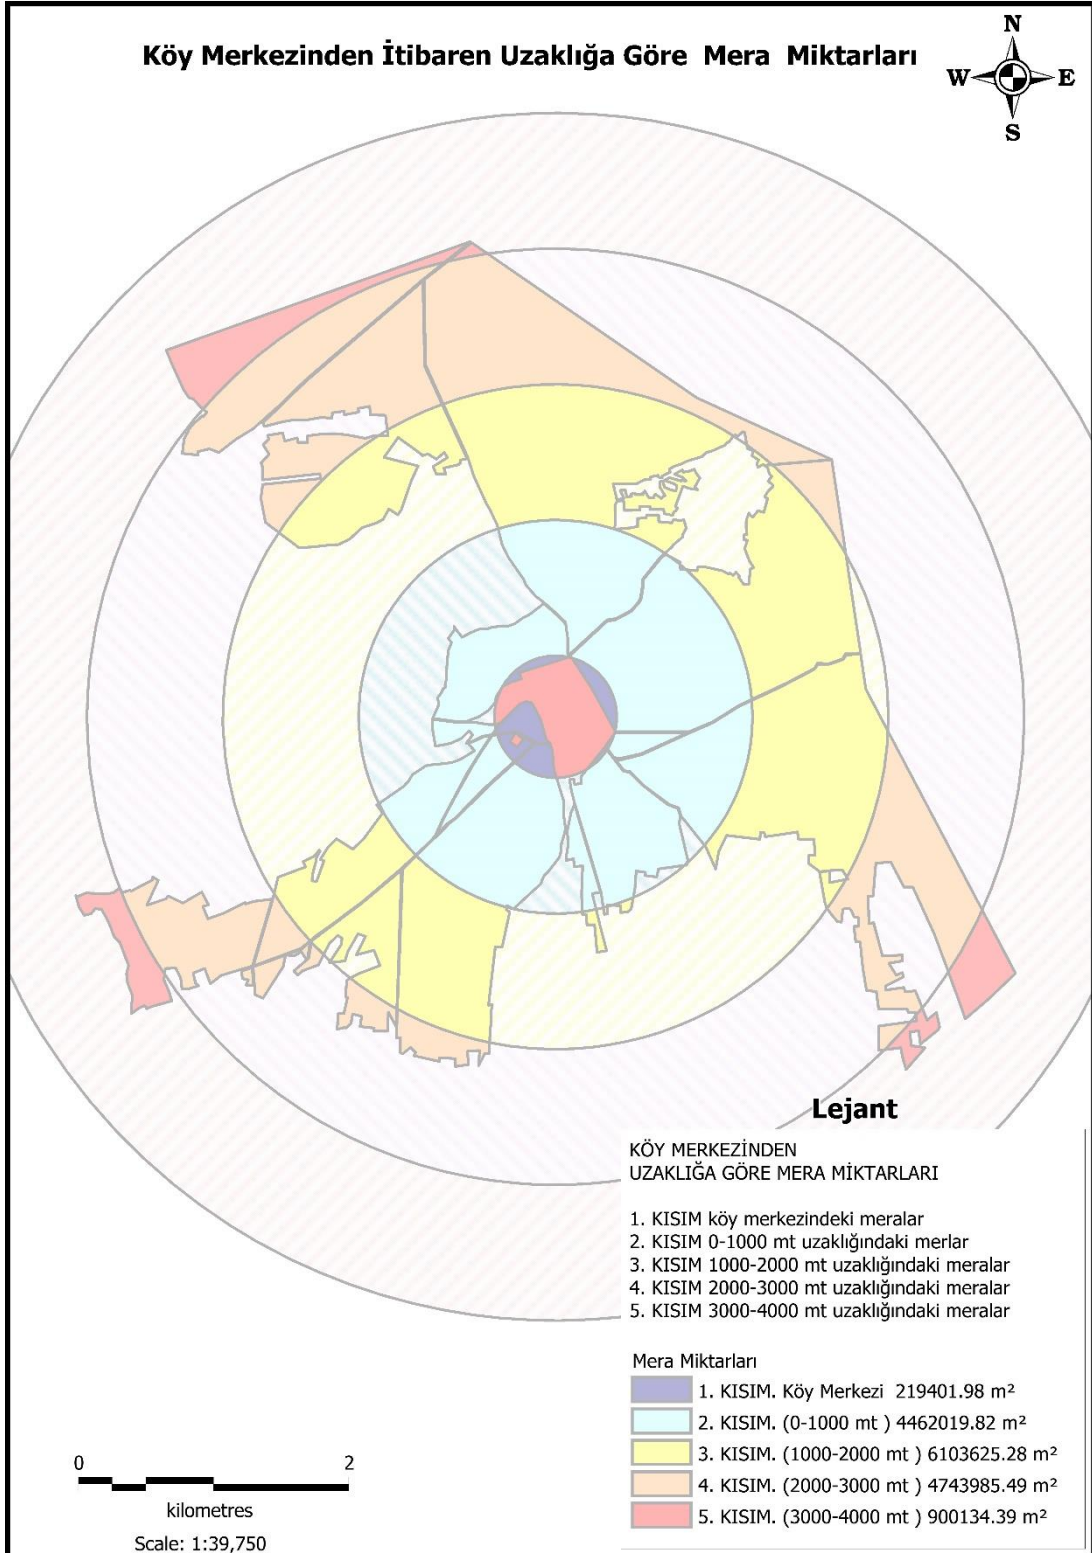 Köy Merkezinden İtibaren Uzaklığa Göre Mera Miktarları
N
W E
S
Lejant
KÖY MERKEZİNDEN
UZAKLIĞA GÖRE MERA MİKTARLARI
1. KISIM köy merkezindeki meralar
2. KISIM 0-1000 mt uzaklığındaki merlar
3. KISIM 1000-2000 mt uzaklığındaki meralar
4. KISIM 2000-3000 mt uzaklığındaki meralar
5. KISIM 3000-4000 mt uzaklığındaki meralar
Mera Miktarları
1. KISIM. Köy Merkezi 219401.98 m²
2. KISIM. (0-1000 mt ) 4462019.82 m²
3. KISIM. (1000-2000 mt ) 6103625.28 m²
4. KISIM. (2000-3000 mt ) 4743985.49 m²
5. KISIM. (3000-4000 mt ) 900134.39 m²
0 2
kilometres
Scale: 1:39,750